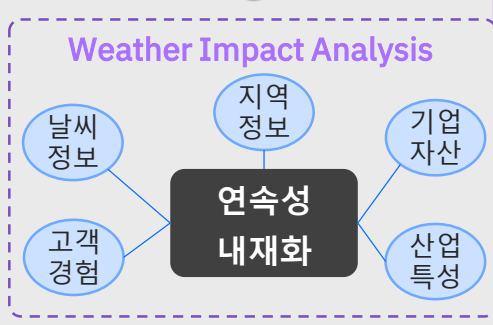 Weather Impact Analysis
지역
정보
날씨
정보
기업
자산
연속성
내재화
고객
경험
산업
특성